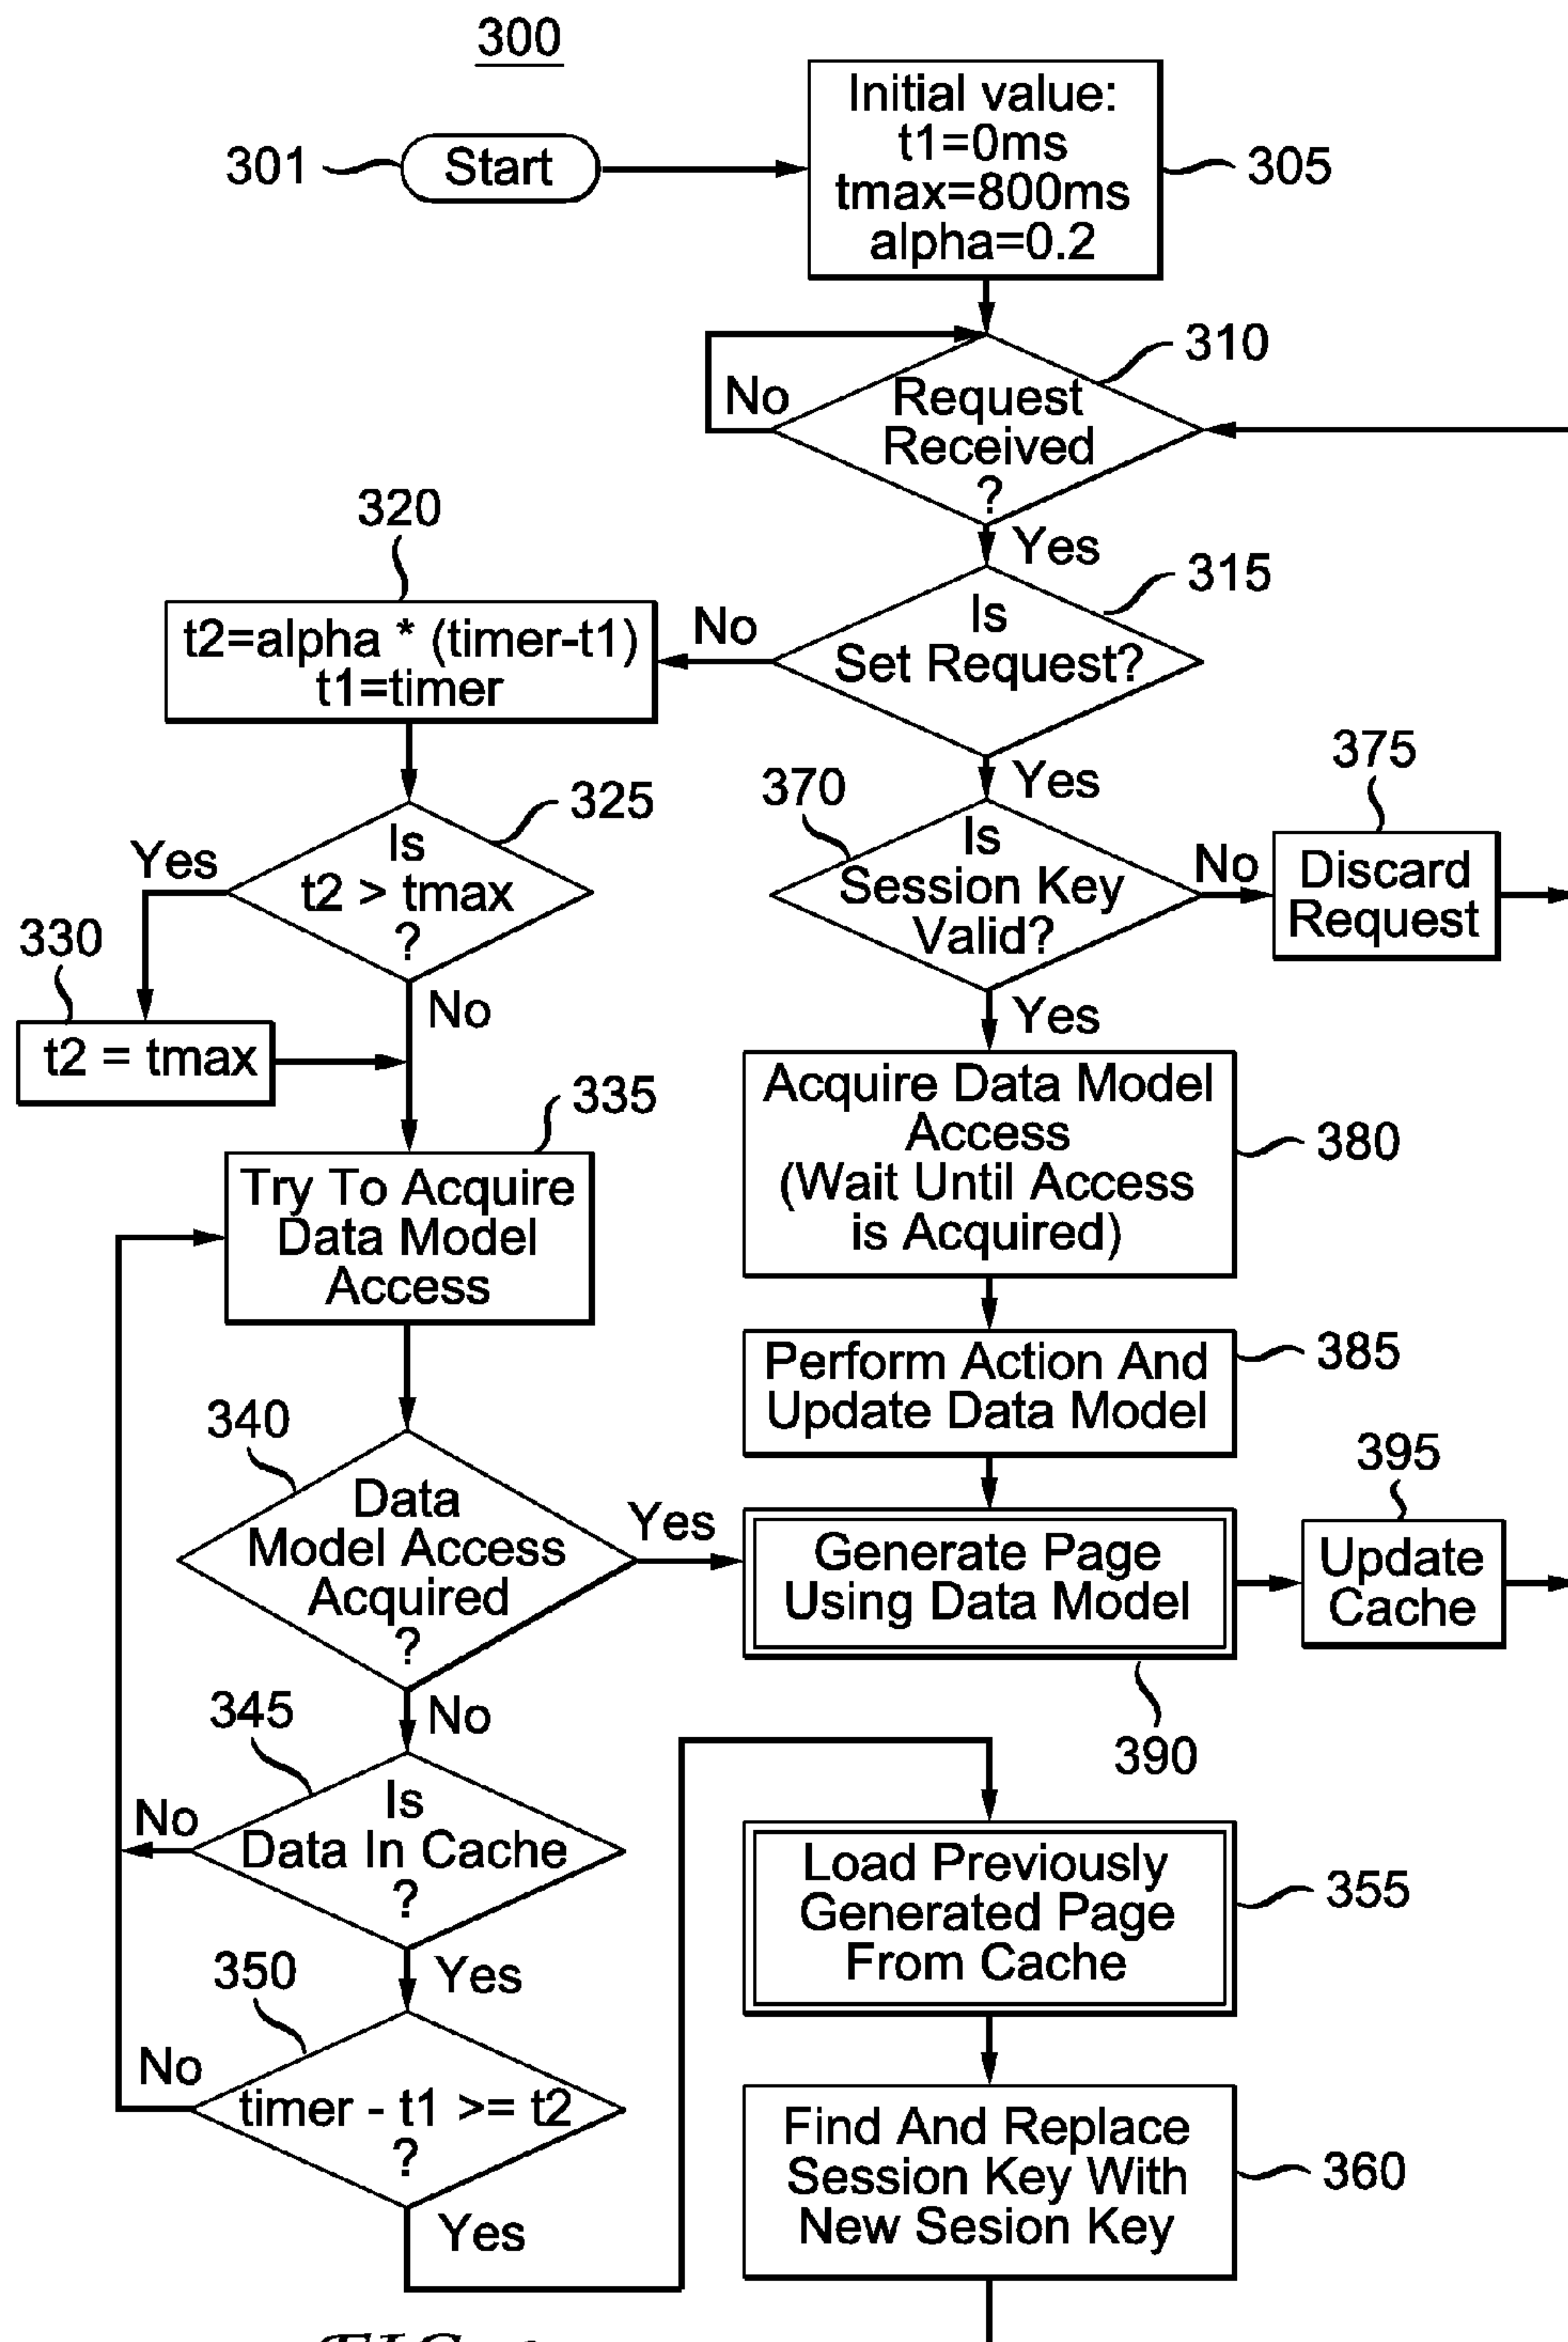 300
301
Start
Initial value:
t1=0ms
tmax=800ms
alpha=0.2
305
310
No
Request
Received
?
Yes
320
315
t2=alpha * (timer-t1)
t1=timer
No
Is
Set Request?
Yes
325
Yes
Is
t2 > tmax
?
No
330
t2 = tmax
370
Is
Session Key
Valid?
No
375
Discard
Request
Yes
335
Try To Acquire
Data Model
Access
Acquire Data Model
Access
(Wait Until Access
is Acquired)
380
Perform Action And
Update Data Model
385
340
Data
Model Access
Acquired
?
Yes
No
Generate Page
Using Data Model
390
395
Update
Cache
345
No
Is
Data In Cache
?
Yes
Load Previously
Generated Page
From Cache
355
350
No
timer - t1 >= t2
?
Yes
Find And Replace
Session Key With
New Sesion Key
360